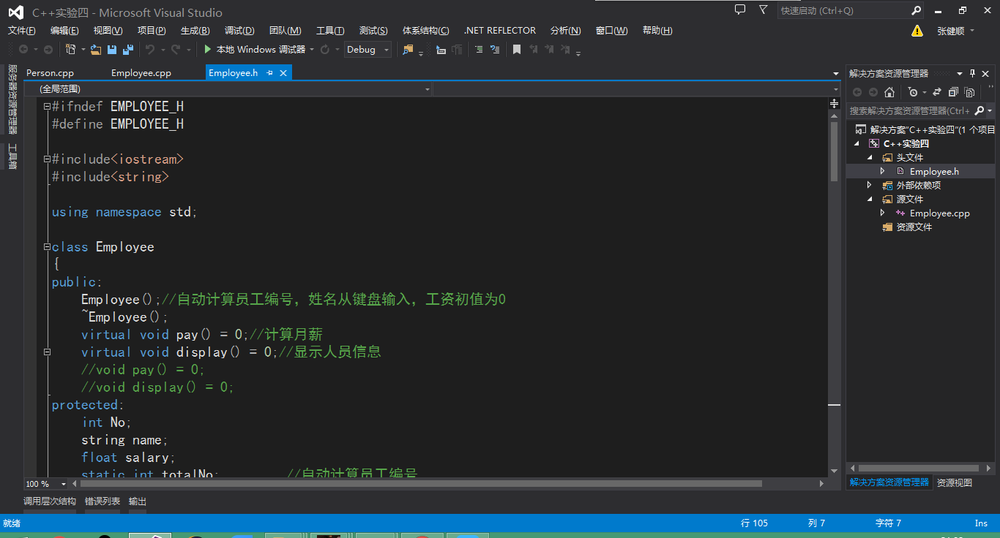 C++实验四 - Microsoft Visual Studio
快速启动 (Ctrl+Q)
文件(F) 编辑(E) 视图(V) 项目(P) 生成(B) 调试(D) 团队(M) 工具(T) 测试(S) 体系结构(C) .NET REFLECTOR 分析(N) 窗口(W) 帮助(H) 张健顺
本地 Windows 调试器 Debug
服务器资源管理器
工具箱
Person.cpp Employee.cpp Employee.h
(全局范围)
#ifndef EMPLOYEE_H
#define EMPLOYEE_H
#include<iostream>
#include<string>
using namespace std;
class Employee
{
public:
Employee();//自动计算员工编号，姓名从键盘输入，工资初值为0
~Employee();
virtual void pay() = 0;//计算月薪
virtual void display() = 0;//显示人员信息
//void pay() = 0;
//void display() = 0;
protected:
int No;
string name;
float salary;
static int totalNo; //自动计算员工编号
100 %
解决方案资源管理器
搜索解决方案资源管理器(Ctrl+
解决方案"C++实验四"(1 个项目
C++实验四
头文件
Employee.h
外部依赖项
源文件
Employee.cpp
资源文件
解决方案资源管理器 资源视图
调用层次结构 错误列表 输出
就绪 行 105 列 7 字符 7 Ins